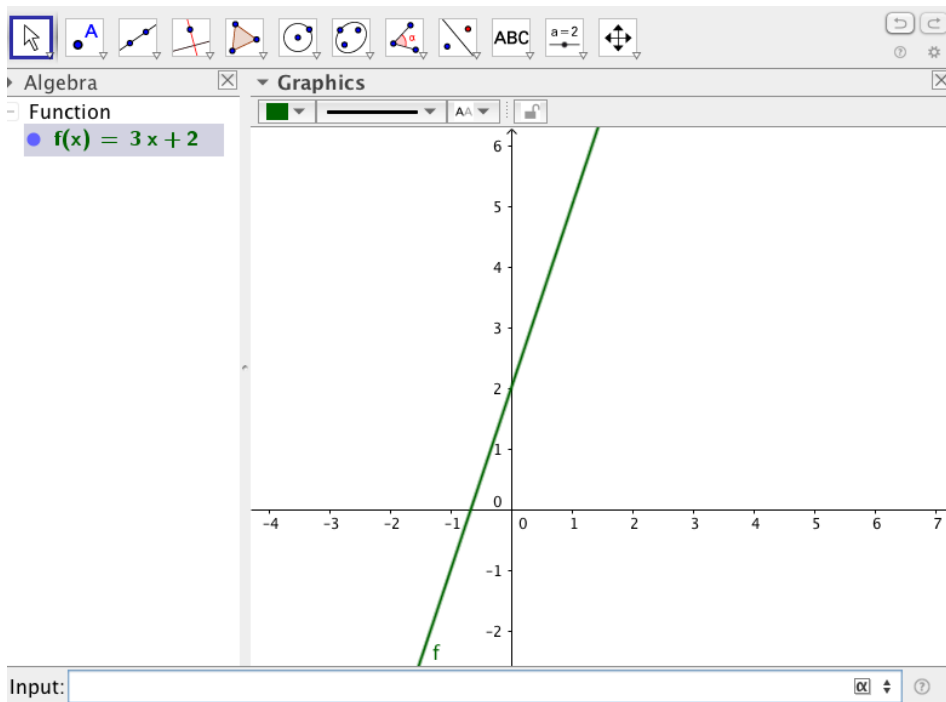 A
α
ABC
a=2
Algebra
Graphics
Function
AA
f(x) = 3 x + 2
6
5
4
3
2
1
0
-4 -3 -2 -1 0 1 2 3 4 5 6 7
-1
-2
f
Input:
α